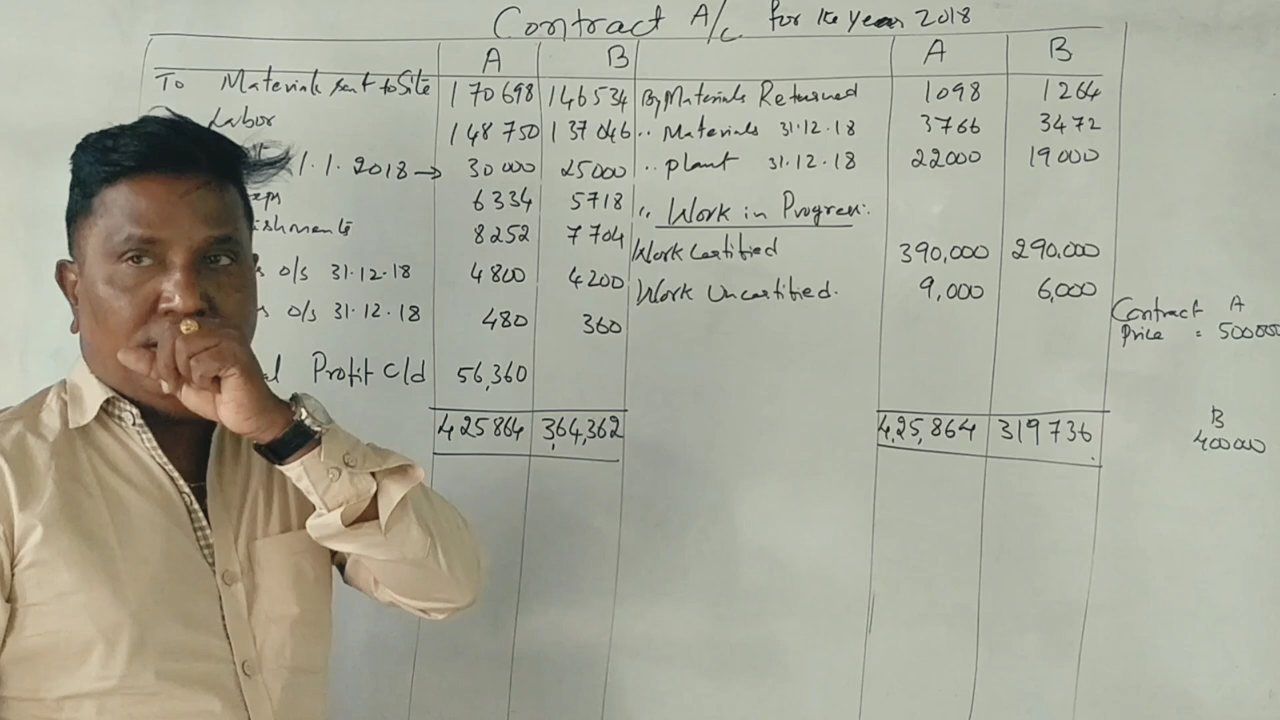 Contract A/c for the year 2018
A B A B
To Materials sent to Site 170698 146534 By Materials Returned 1098 1264
Labor 148750 137046 ,, Materials 31.12.18 3766 3472
1.1.2018 → 30000 25000 ,, plant 31.12.18 22000 19000
6334 5718 ,, Work in Progress:
8252 7704 Work Certified 390,000 290,000
o/s 31.12.18 4800 4200 Work Uncertified. 9,000 6,000
o/s 31.12.18 480 360
Contract A
Price = 500000
Profit C/d 56,360
425864 364,362 4,25,864 319736
B
400000